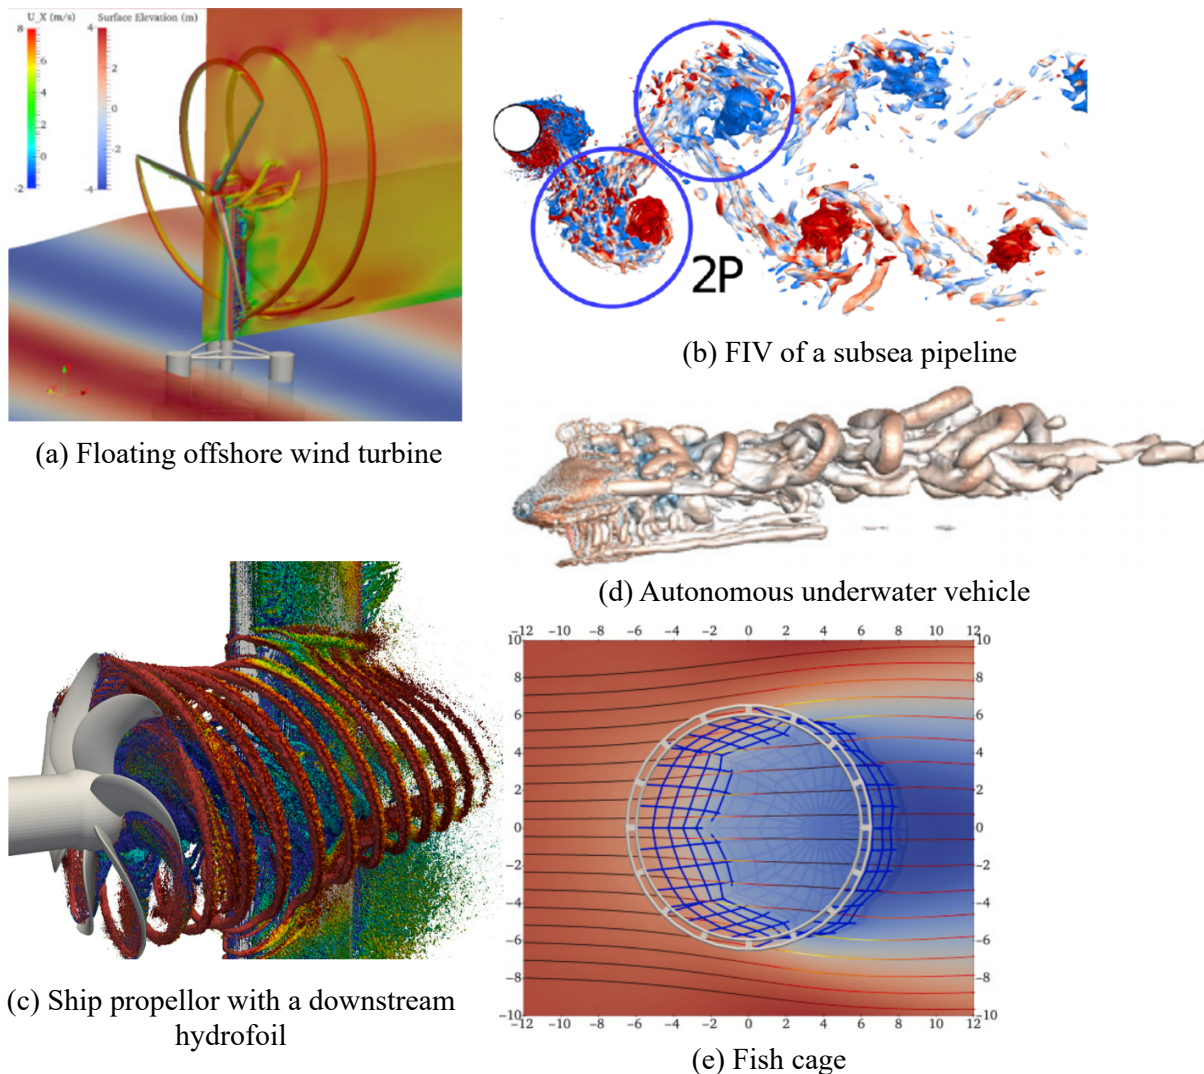 U_X (m/s)
Surface Elevation (m)
8
6
4
2
0
-2
4
2
0
-2
-4
(a) Floating offshore wind turbine
2P
(b) FIV of a subsea pipeline
(d) Autonomous underwater vehicle
(c) Ship propellor with a downstream
hydrofoil
−12 −10 −8 −6 −4 −2 0 2 4 6 8 10 12
10 10
8 8
6 6
4 4
2 2
0 0
−2 −2
−4 −4
−6 −6
−8 −8
−10 −10
−12 −10 −8 −6 −4 −2 0 2 4 6 8 10 12
(e) Fish cage